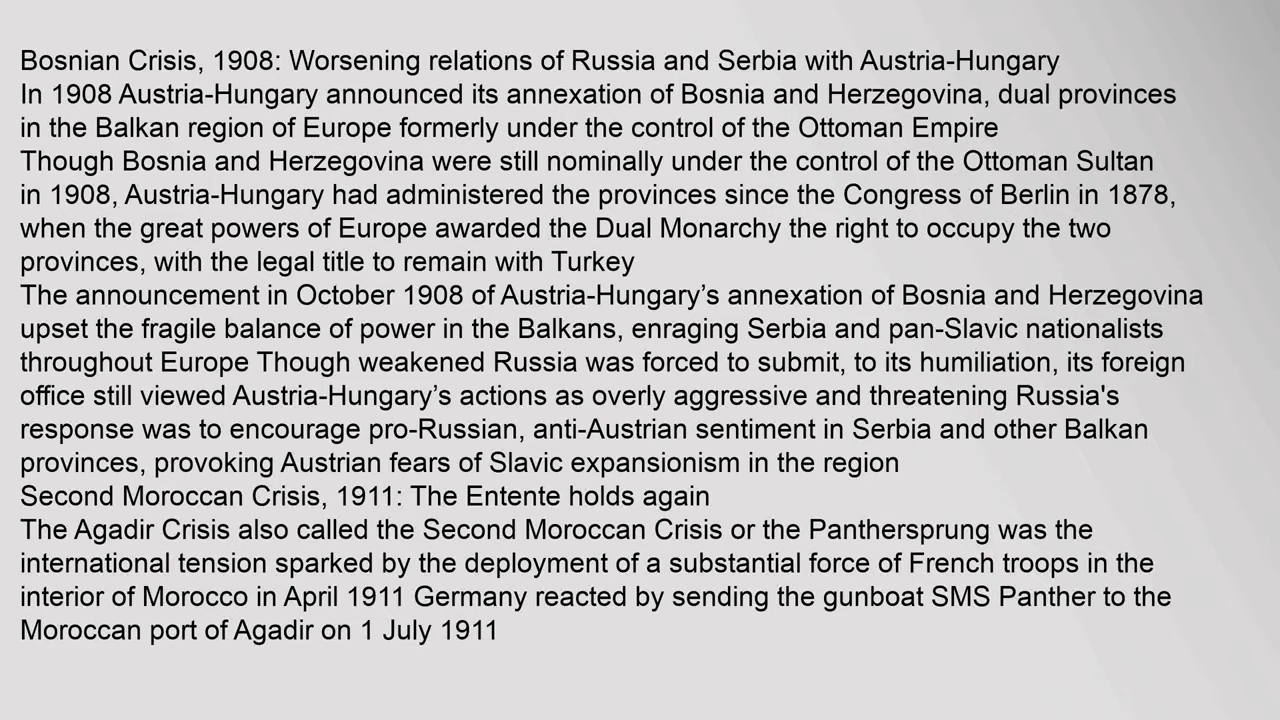 Bosnian Crisis, 1908: Worsening relations of Russia and Serbia with Austria-Hungary
In 1908 Austria-Hungary announced its annexation of Bosnia and Herzegovina, dual provinces
in the Balkan region of Europe formerly under the control of the Ottoman Empire
Though Bosnia and Herzegovina were still nominally under the control of the Ottoman Sultan
in 1908, Austria-Hungary had administered the provinces since the Congress of Berlin in 1878,
when the great powers of Europe awarded the Dual Monarchy the right to occupy the two
provinces, with the legal title to remain with Turkey
The announcement in October 1908 of Austria-Hungary’s annexation of Bosnia and Herzegovina
upset the fragile balance of power in the Balkans, enraging Serbia and pan-Slavic nationalists
throughout Europe Though weakened Russia was forced to submit, to its humiliation, its foreign
office still viewed Austria-Hungary’s actions as overly aggressive and threatening Russia's
response was to encourage pro-Russian, anti-Austrian sentiment in Serbia and other Balkan
provinces, provoking Austrian fears of Slavic expansionism in the region
Second Moroccan Crisis, 1911: The Entente holds again
The Agadir Crisis also called the Second Moroccan Crisis or the Panthersprung was the
international tension sparked by the deployment of a substantial force of French troops in the
interior of Morocco in April 1911 Germany reacted by sending the gunboat SMS Panther to the
Moroccan port of Agadir on 1 July 1911